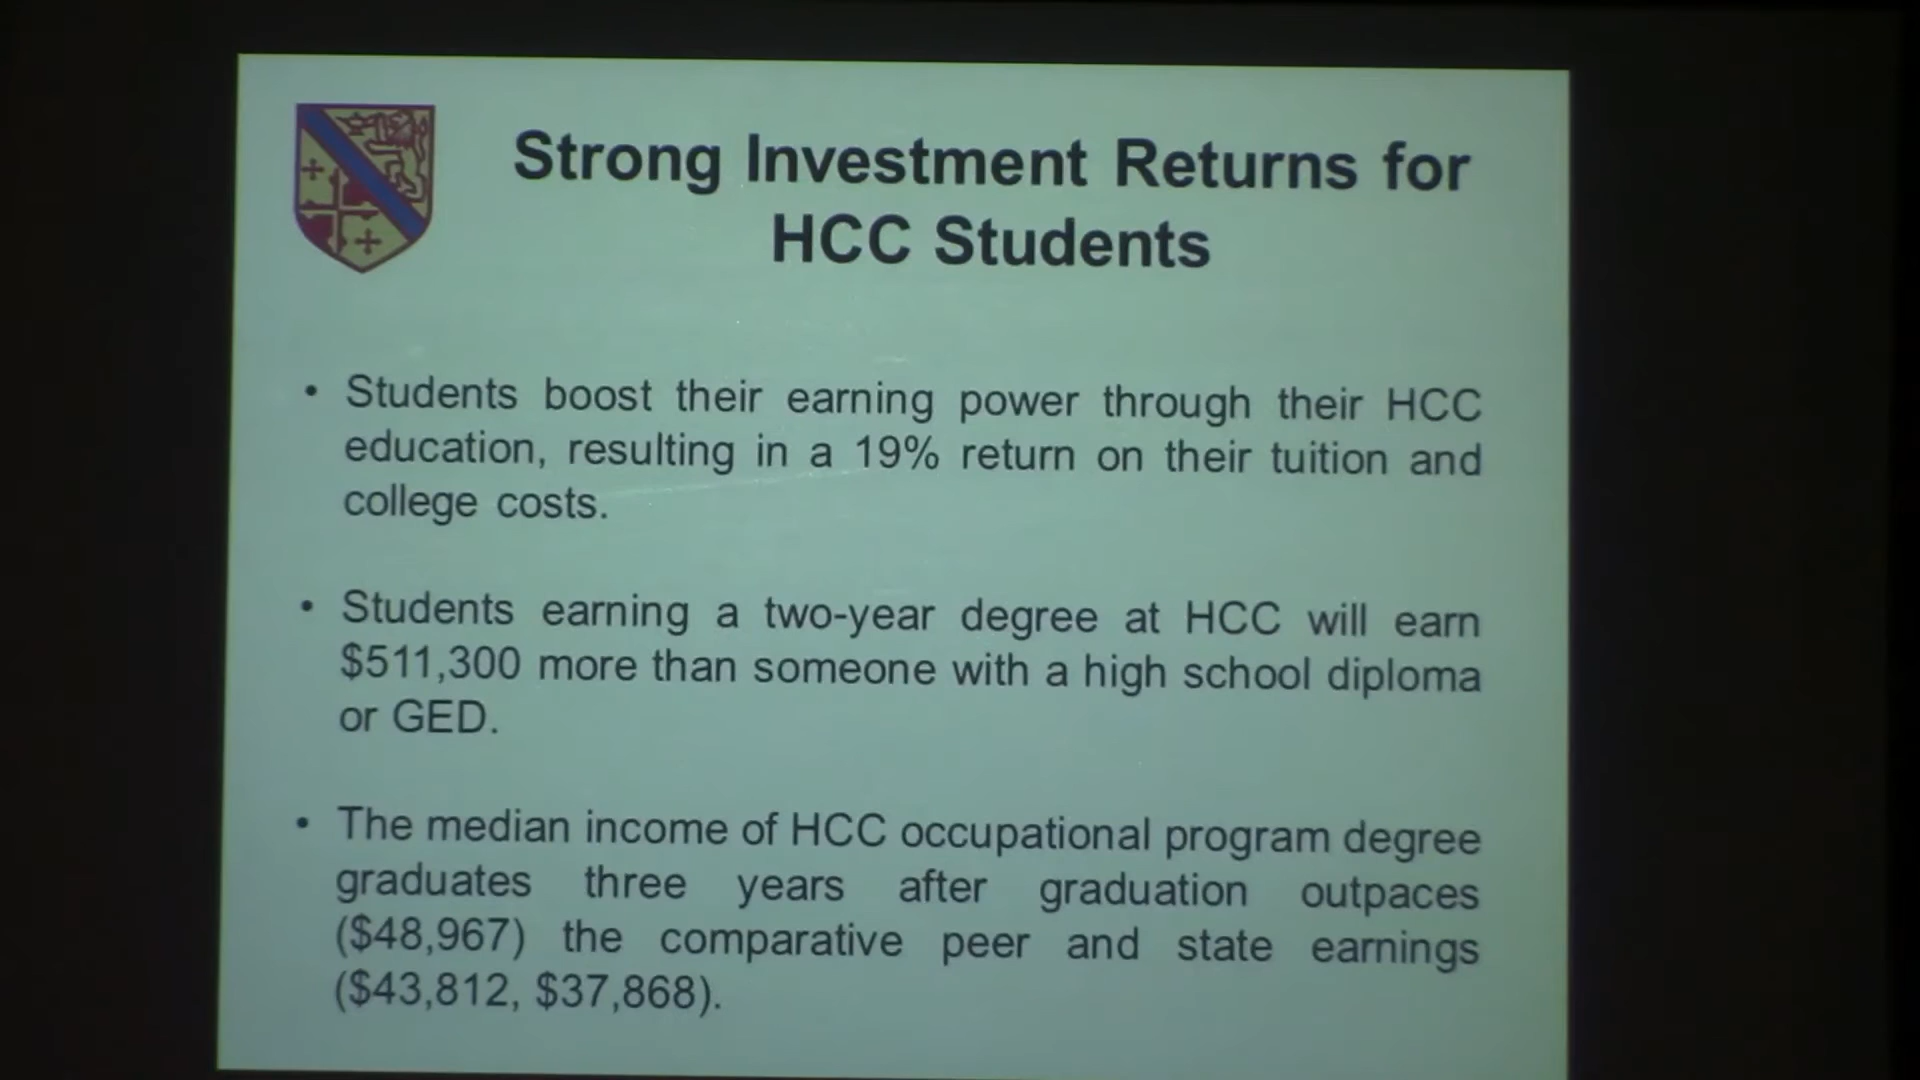 Strong Investment Returns for
HCC Students
• Students boost their earning power through their HCC
education, resulting in a 19% return on their tuition and
college costs.
• Students earning a two-year degree at HCC will earn
$511,300 more than someone with a high school diploma
or GED.
• The median income of HCC occupational program degree
graduates three years after graduation outpaces
($48,967) the comparative peer and state earnings
($43,812, $37,868).